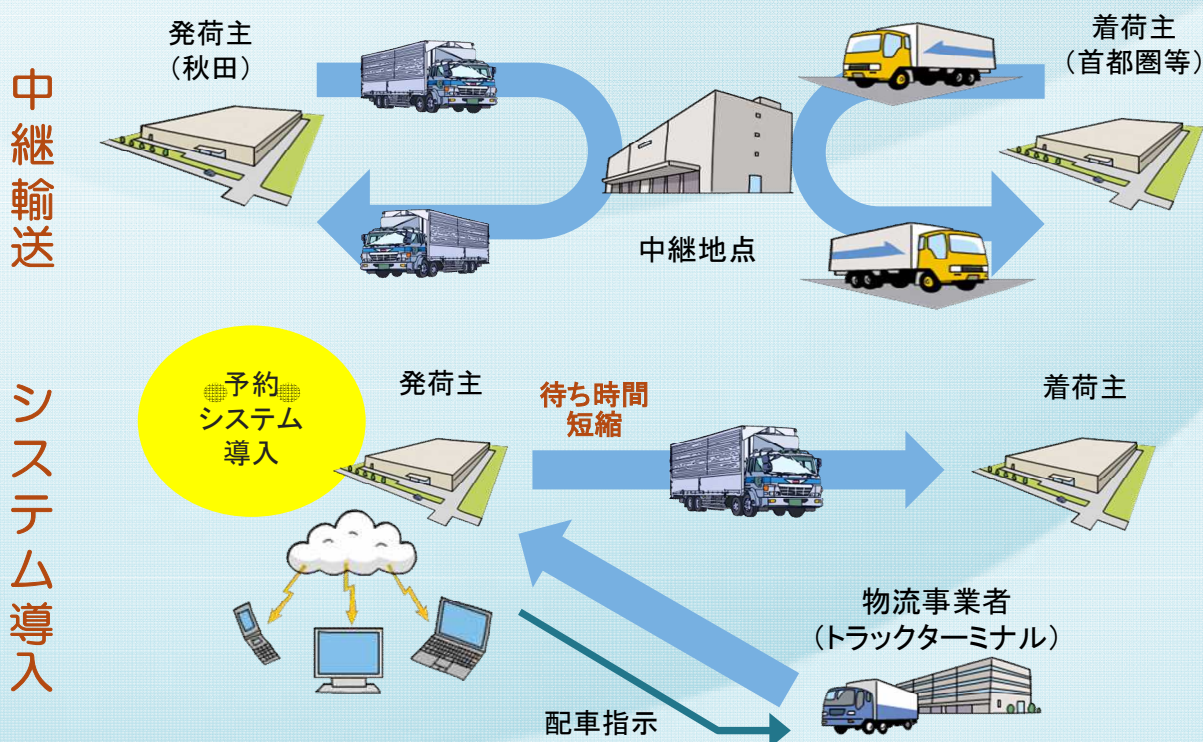 中継輸送
発荷主
（秋田）
着荷主
（首都圏等）
中継地点
システム導入
予約
システム
導入
発荷主
待ち時間
短縮
着荷主
物流事業者
（トラックターミナル）
配車指示